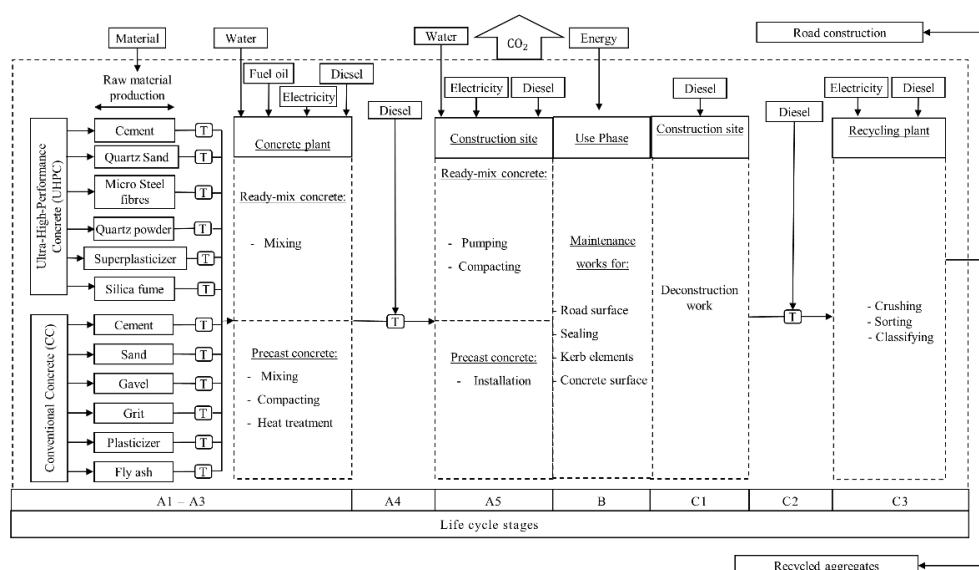 Material
Water
Fuel oil
Electricity
Diesel
Diesel
Water
CO₂
Electricity
Diesel
Energy
Diesel
Diesel
Road construction
Electricity
Diesel
Raw material
production
Ultra-High-Performance
Concrete (UHPC)
Cement
T
Quartz Sand
T
Micro Steel
fibres
T
Quartz powder
T
Superplasticizer
T
Silica fume
T
Conventional Concrete (CC)
Cement
T
Sand
T
Gavel
T
Grit
T
Plasticizer
T
Fly ash
T
Concrete plant
Ready-mix concrete:
- Mixing
Precast concrete:
- Mixing
- Compacting
- Heat treatment
T
Construction site
Ready-mix concrete:
- Pumping
- Compacting
Precast concrete:
- Installation
Use Phase
Maintenance
works for:
- Road surface
- Sealing
- Kerb elements
- Concrete surface
Construction site
Deconstruction
work
T
Recycling plant
- Crushing
- Sorting
- Classifying
A1 – A3
A4
A5
B
C1
C2
C3
Life cycle stages
Recycled aggregates